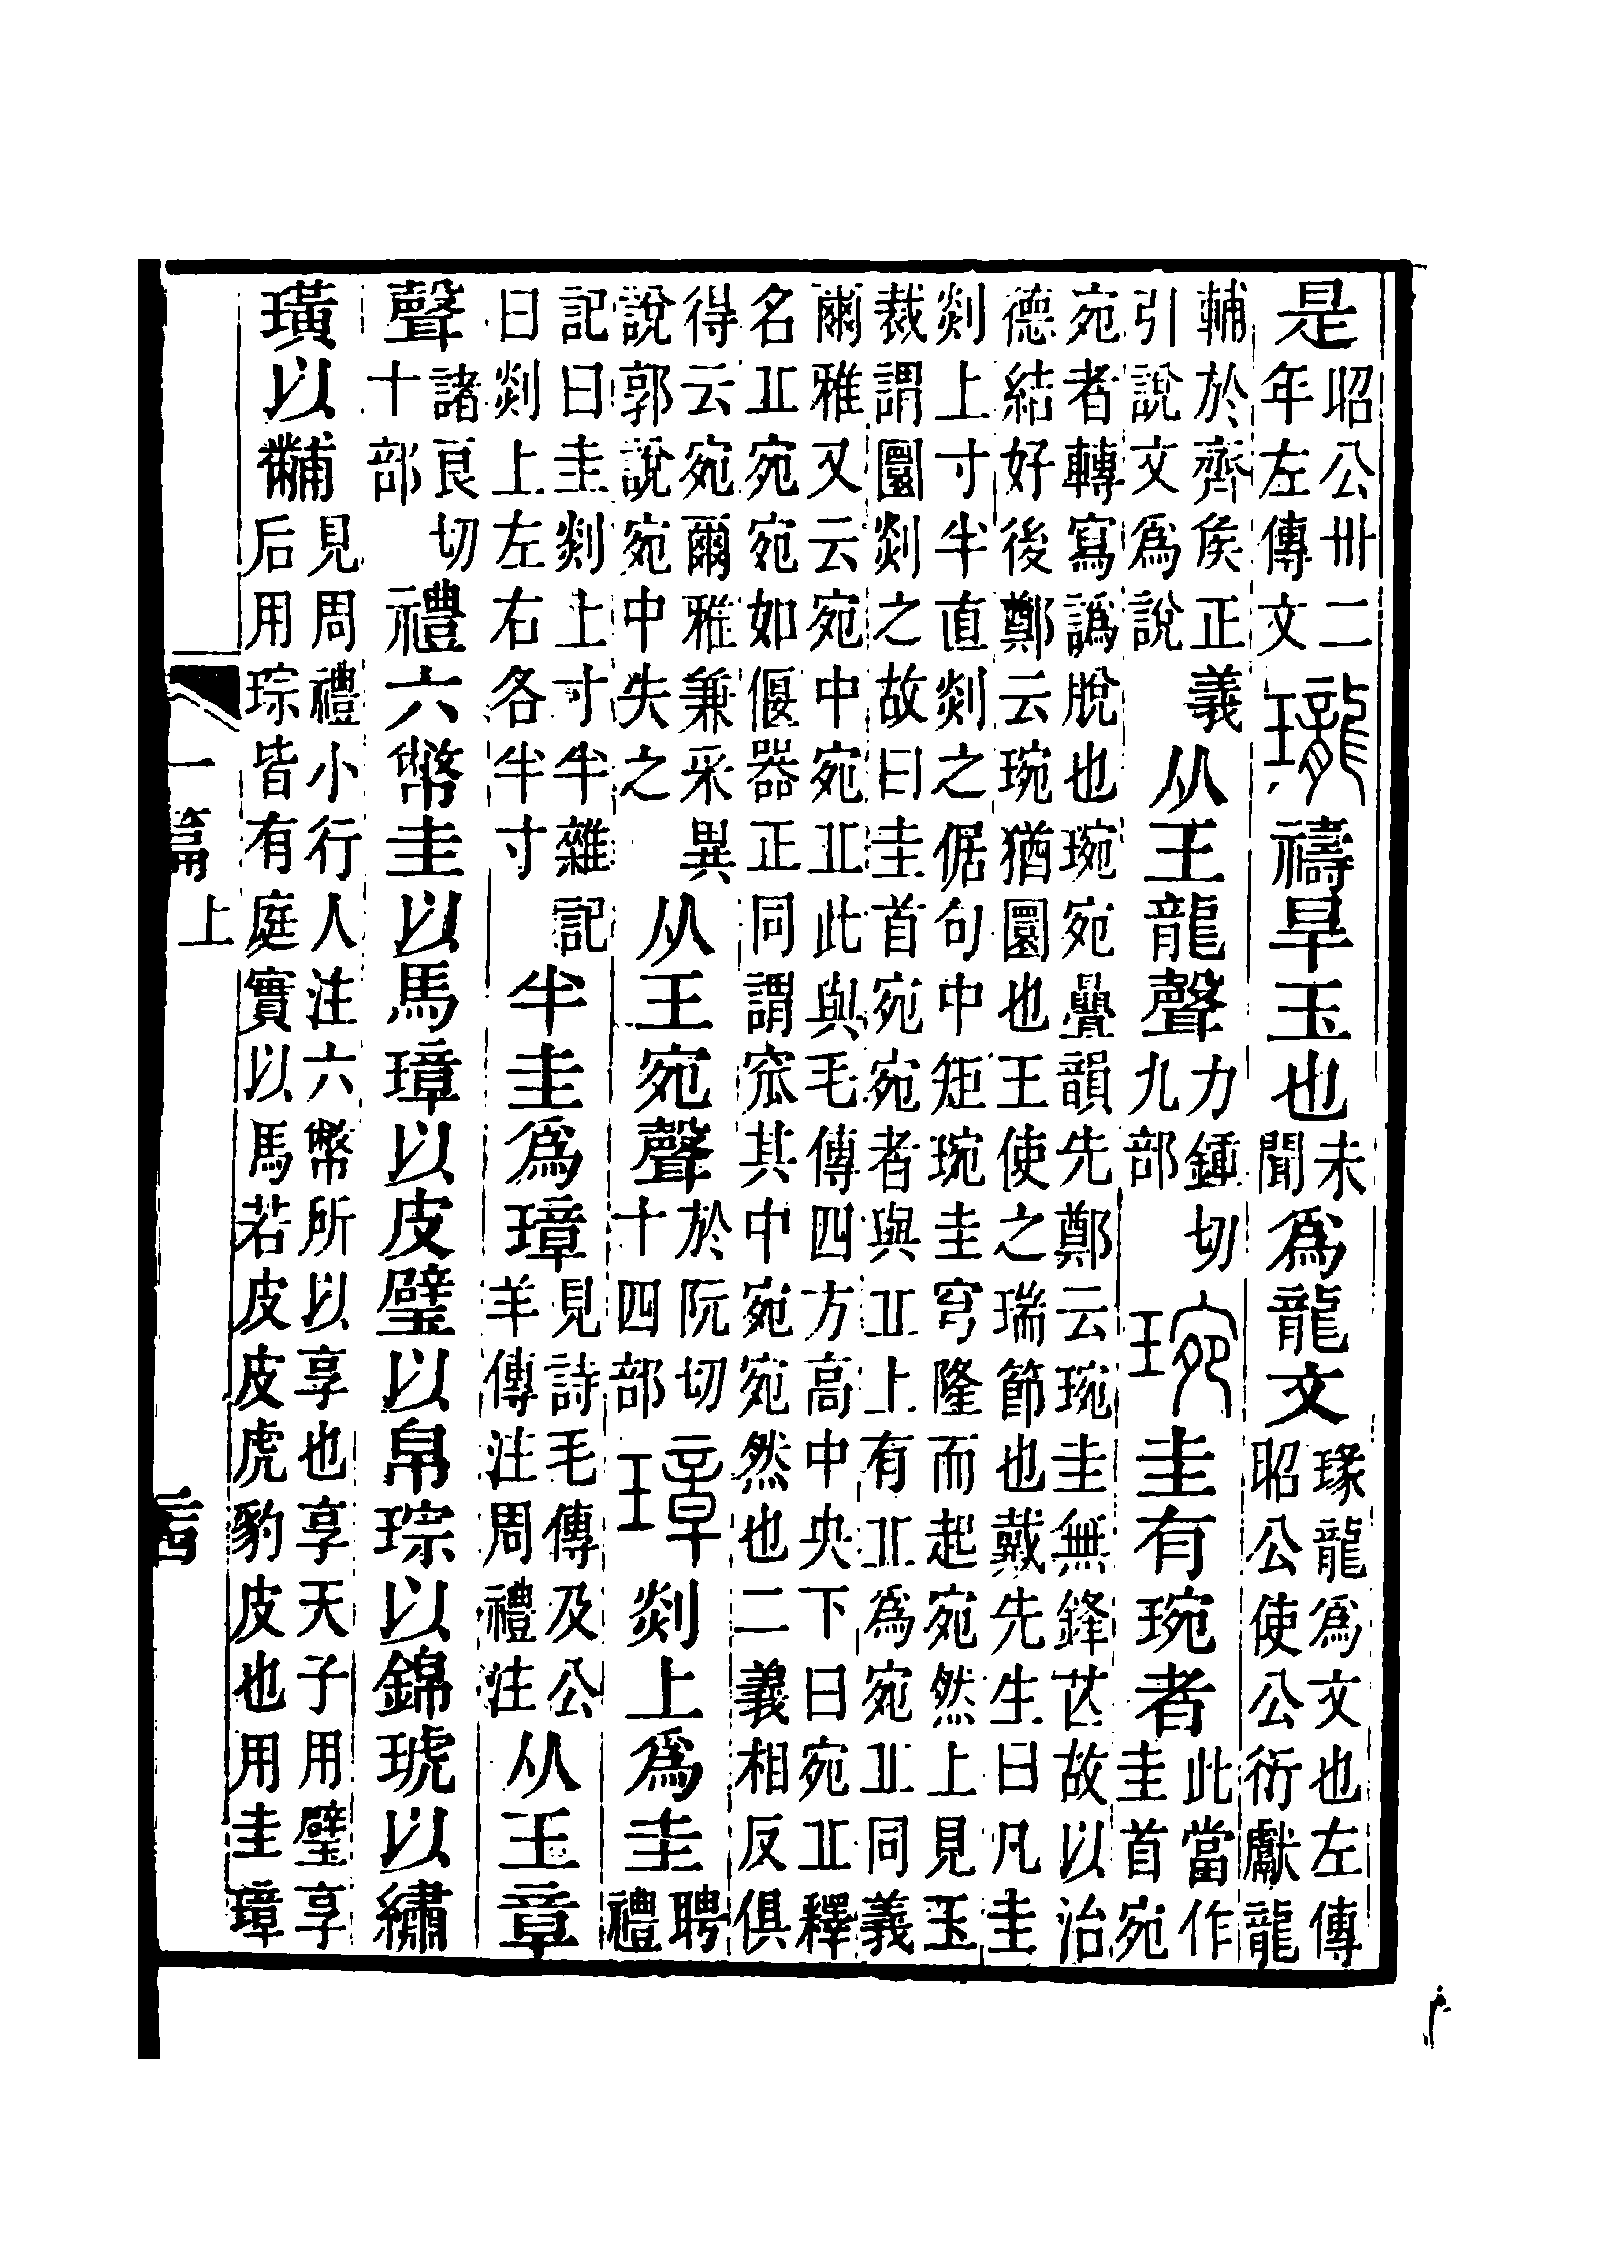 是昭公卅二年左傳文瓏禱旱玉也未聞爲龍文瑑龍爲文也左傳昭公使公衍獻龍
輔於齊矦正義引說文爲說从王龍聲力鍾切九部琬圭有琬者此當作圭首宛
宛者轉寫譌脫也琬宛曡韻先鄭云琬圭無鋒芒故以治
德結好後鄭云琬猶圜也王使之瑞節也戴先生曰凡圭
剡上寸半直剡之倨句中矩琬圭穹隆而起宛然上見玉
裁謂圜剡之故曰圭首宛宛者與丠上有丠爲宛丠同義
爾雅又云宛中宛丠此與毛傳四方高中央下曰宛丠釋
名丠宛宛如偃器正同謂窊其中宛宛然也二義相反俱
得云宛爾雅兼采異說郭說宛中失之从王宛聲於阮切十四部璋剡上爲圭聘禮
記曰圭剡上寸半半雜記曰剡上左右各半寸半圭爲璋見詩毛傳及公羊傳注周禮注从王章
聲諸良切十部禮六幣圭以馬璋以皮璧以帛琮以錦琥以繡
璜以黼見周禮小行人注六幣所以享也享天子用璧享后用琮皆有庭實以馬若皮皮虎豹皮也用圭璋
一篇上